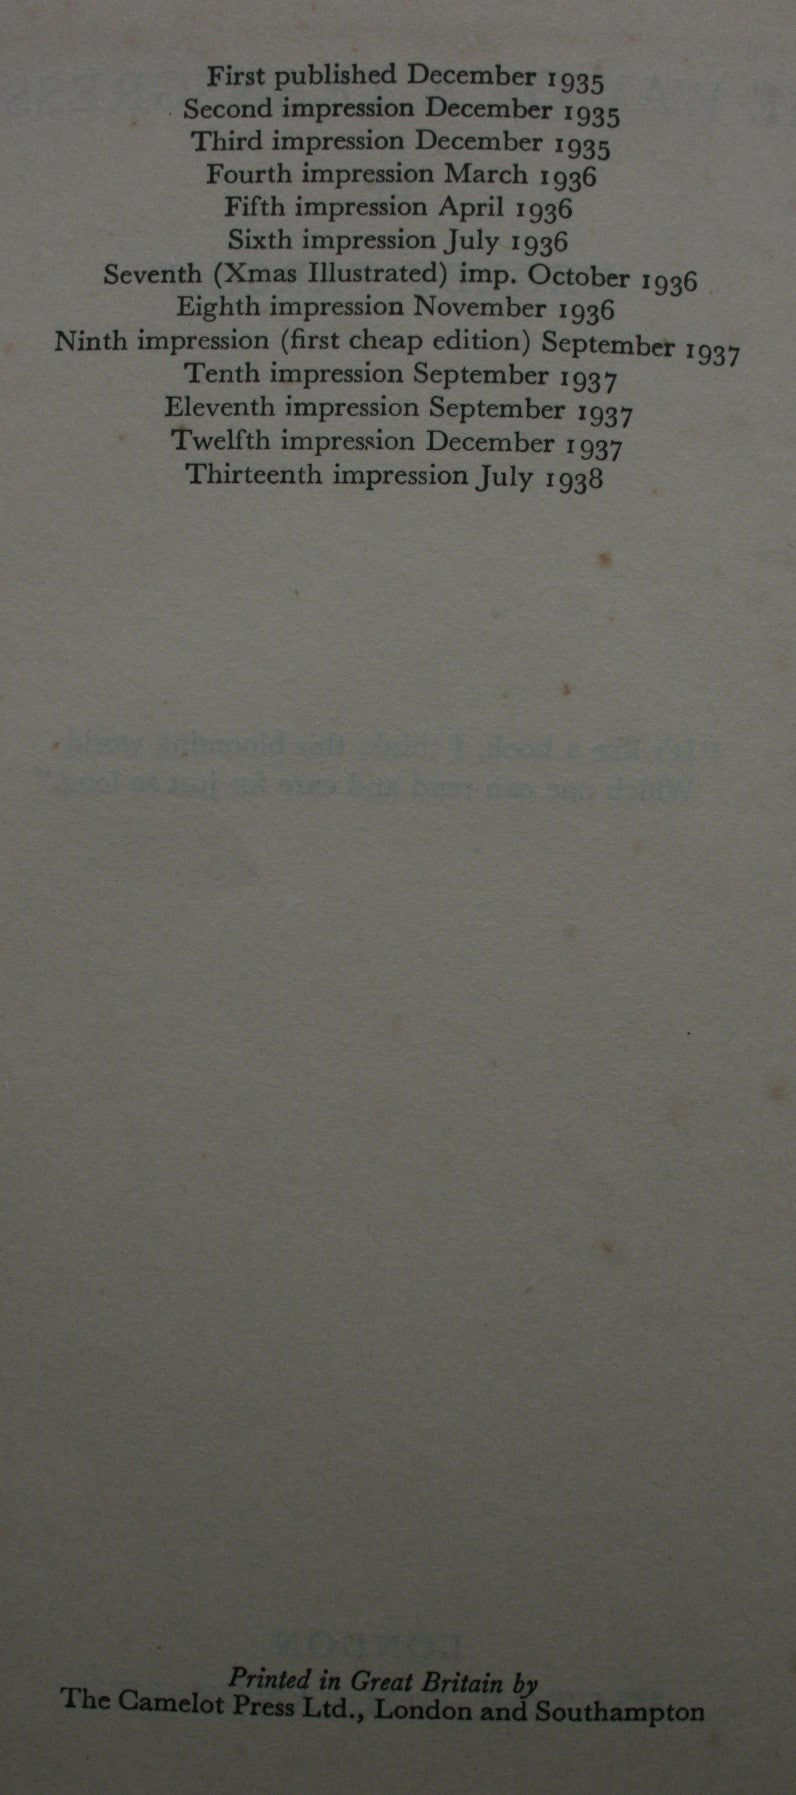 First published December 1935
Second impression December 1935
Third impression December 1935
Fourth impression March 1936
Fifth impression April 1936
Sixth impression July 1936
Seventh (Xmas Illustrated) imp. October 1936
Eighth impression November 1936
Ninth impression (first cheap edition) September 1937
Tenth impression September 1937
Eleventh impression September 1937
Twelfth impression December 1937
Thirteenth impression July 1938
Printed in Great Britain by
The Camelot Press Ltd., London and Southampton